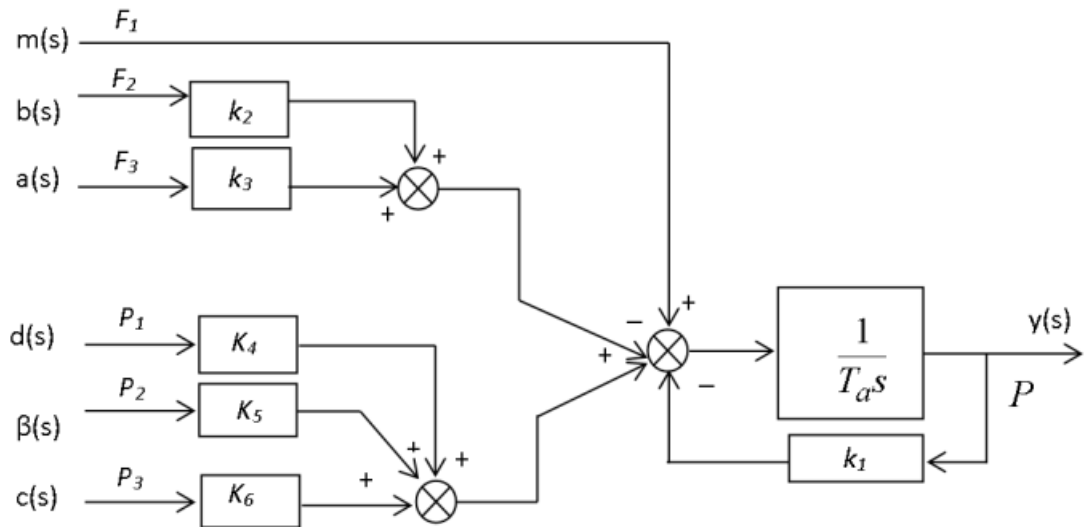 m(s) F₁
b(s) F₂ k₂ +
a(s) F₃ k₃ +
d(s) P₁ K₄
β(s) P₂ K₅ + +
c(s) P₃ K₆ +
− +
+ −
1
Tₐs
y(s)
P
k₁